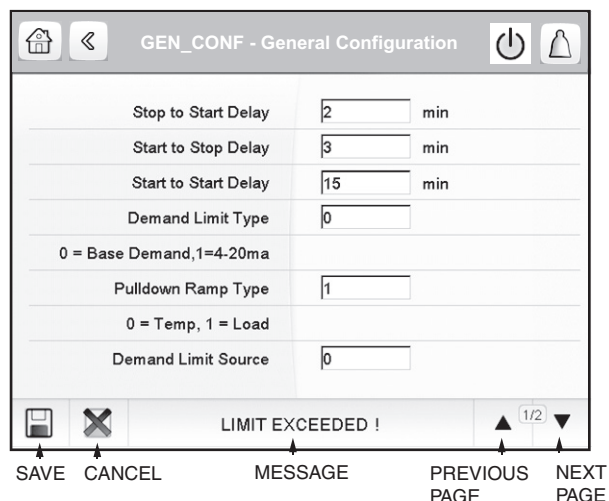 GEN_CONF - General Configuration
Stop to Start Delay 2 min
Start to Stop Delay 3 min
Start to Start Delay 15 min
Demand Limit Type 0
0 = Base Demand,1=4-20ma
Pulldown Ramp Type 1
0 = Temp, 1 = Load
Demand Limit Source 0
LIMIT EXCEEDED ! 1/2
SAVE CANCEL MESSAGE PREVIOUS PAGE NEXT PAGE